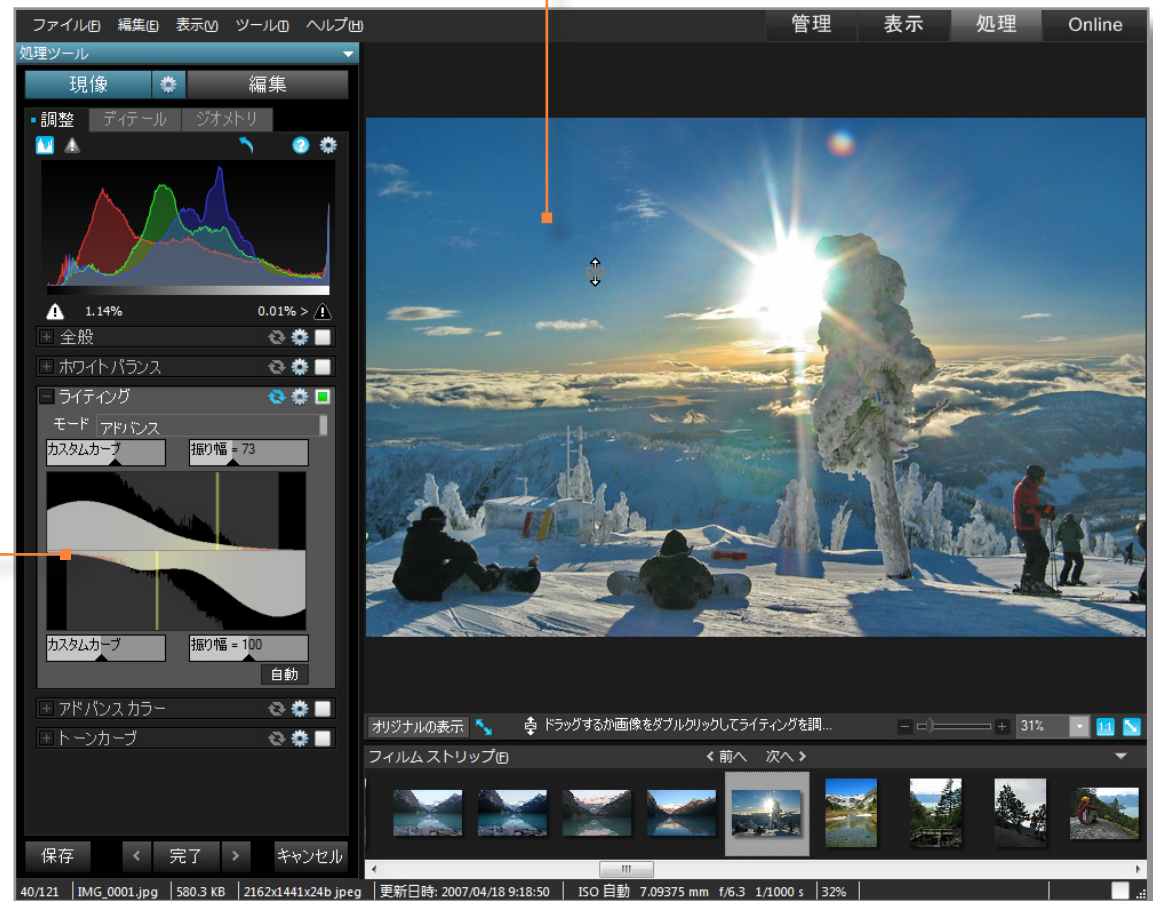 ファイル(F) 編集(E) 表示(V) ツール(T) ヘルプ(H)
管理 表示 処理 Online
処理ツール
現像 編集
調整 ディテール ジオメトリ
1.14% 0.01% >
全般
ホワイト バランス
ライティング
モード アドバンス
カスタムカーブ 振り幅 = 73
カスタムカーブ 振り幅 = 100
自動
アドバンス カラー
トーンカーブ
オリジナルの表示 ドラッグするか画像をダブルクリックしてライティングを調... 31% 1:1
フィルム ストリップ(F) 前へ 次へ
保存 < 完了 > キャンセル
40/121 IMG_0001.jpg 580.3 KB 2162x1441x24b jpeg 更新日時: 2007/04/18 9:18:50 ISO 自動 7.09375 mm f/6.3 1/1000 s 32%